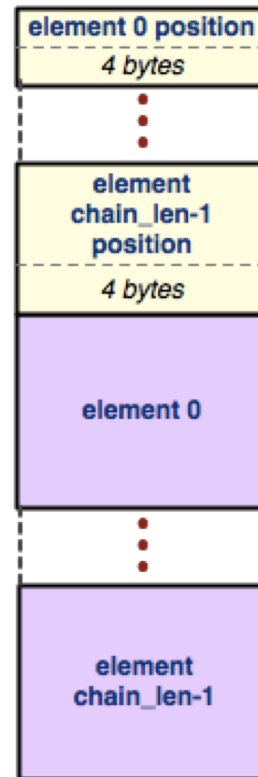 element 0 position
4 bytes
element
chain_len-1
position
4 bytes
element 0
element
chain_len-1